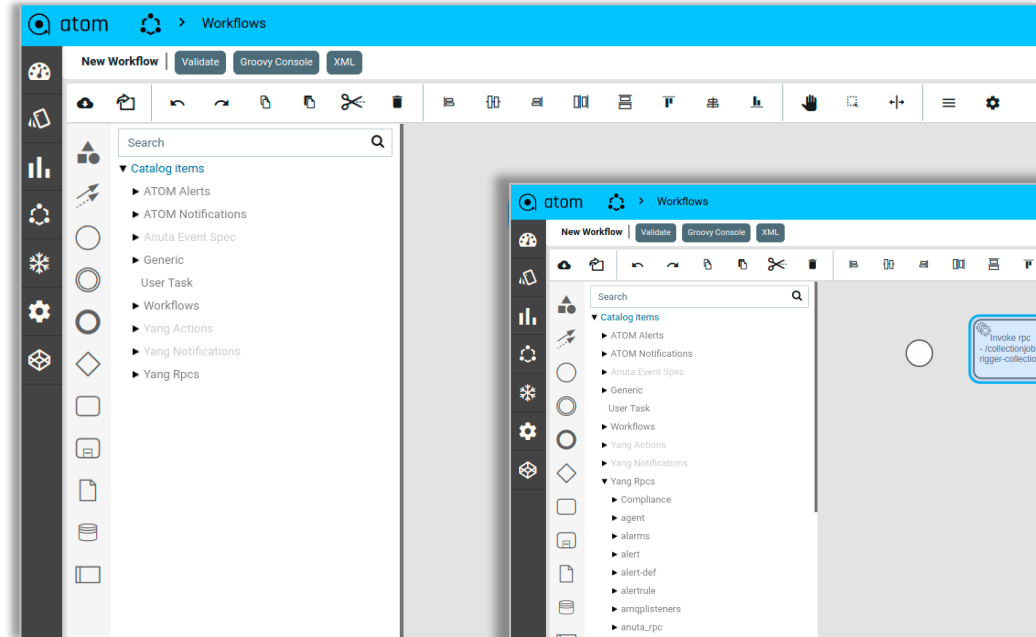 atom > Workflows
New Workflow | Validate Groovy Console XML
Search
Catalog items
ATOM Alerts
ATOM Notifications
Anuta Event Spec
Generic
User Task
Workflows
Yang Actions
Yang Notifications
Yang Rpcs
atom > Workflows
New Workflow | Validate Groovy Console XML
Search
Catalog items
ATOM Alerts
ATOM Notifications
Anuta Event Spec
Generic
User Task
Workflows
Yang Actions
Yang Notifications
Yang Rpcs
Compliance
agent
alarms
alert
alert-def
alertrule
amqplisteners
anuta_rpc
Invoke rpc
- /collectionjob
rigger-collectio